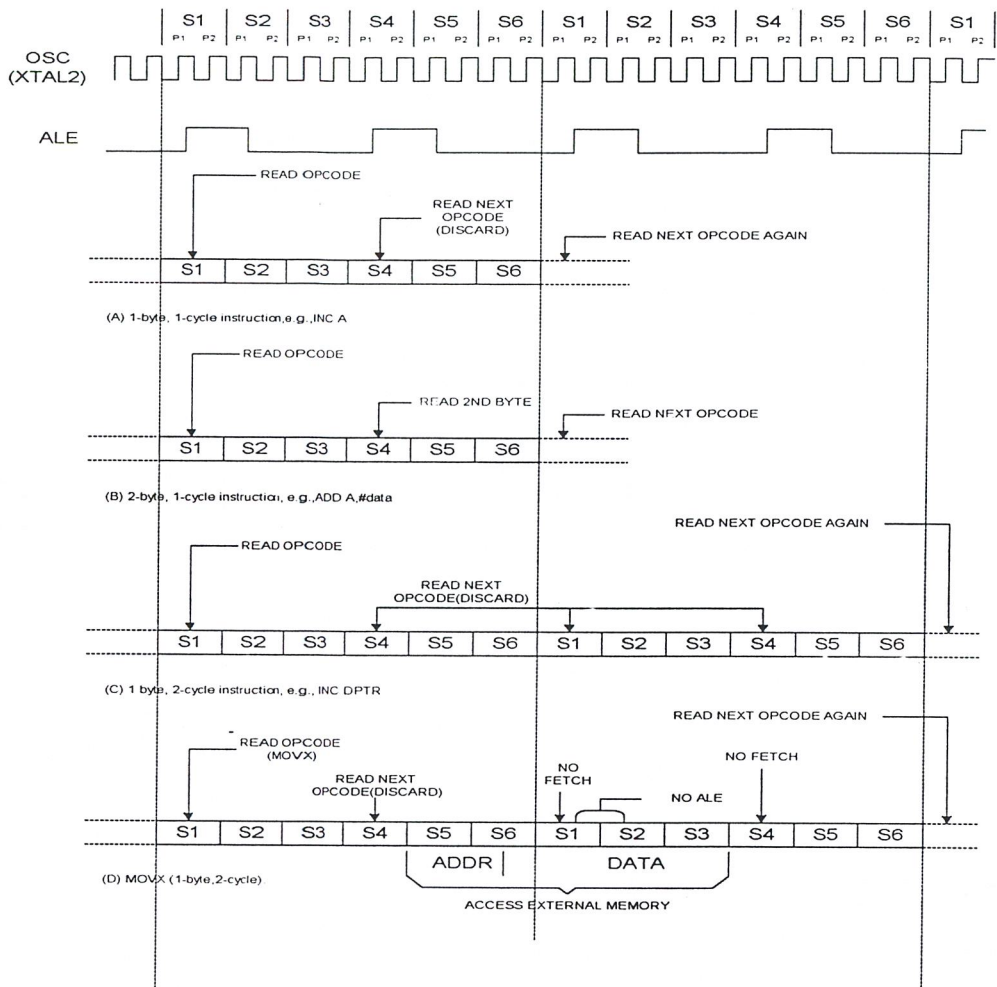 S1 S2 S3 S4 S5 S6 S1 S2 S3 S4 S5 S6 S1
P1 P2 P1 P2 P1 P2 P1 P2 P1 P2 P1 P2 P1 P2 P1 P2 P1 P2 P1 P2 P1 P2 P1 P2 P1 P2
OSC
(XTAL2)
ALE
READ OPCODE
READ NEXT
OPCODE
(DISCARD)
READ NEXT OPCODE AGAIN
S1 S2 S3 S4 S5 S6
(A) 1-byte, 1-cycle instruction,e.g.,INC A
READ OPCODE
READ 2ND BYTE
READ NEXT OPCODE
S1 S2 S3 S4 S5 S6
(B) 2-byte, 1-cycle instruction, e.g.,ADD A,#data
READ NEXT OPCODE AGAIN
READ OPCODE
READ NEXT
OPCODE(DISCARD)
S1 S2 S3 S4 S5 S6 S1 S2 S3 S4 S5 S6
(C) 1 byte, 2-cycle instruction, e.g., INC DPTR
READ NEXT OPCODE AGAIN
READ OPCODE
(MOVX)
READ NEXT
OPCODE(DISCARD)
NO
FETCH
NO FETCH
NO ALE
S1 S2 S3 S4 S5 S6 S1 S2 S3 S4 S5 S6
ADDR DATA
(D) MOVX (1-byte,2-cycle)
ACCESS EXTERNAL MEMORY